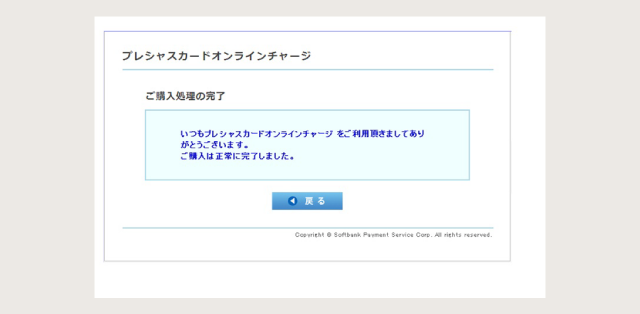 プレシャスカードオンラインチャージ
ご購入処理の完了
いつもプレシャスカードオンラインチャージ をご利用頂きましてあり
がとうございます。
ご購入は正常に完了しました。
戻る
Copyright © Softbank Payment Service Corp. All rights reserved.